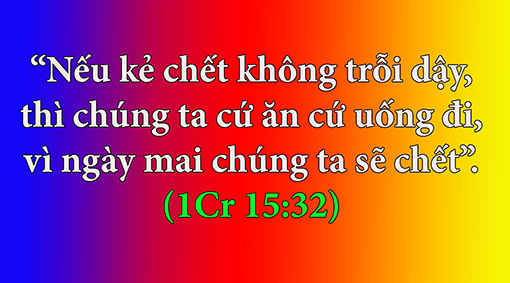 “Nếu kẻ chết không trỗi dậy,
thì chúng ta cứ ăn cứ uống đi,
vì ngày mai chúng ta sẽ chết”.
(1Cr 15:32)